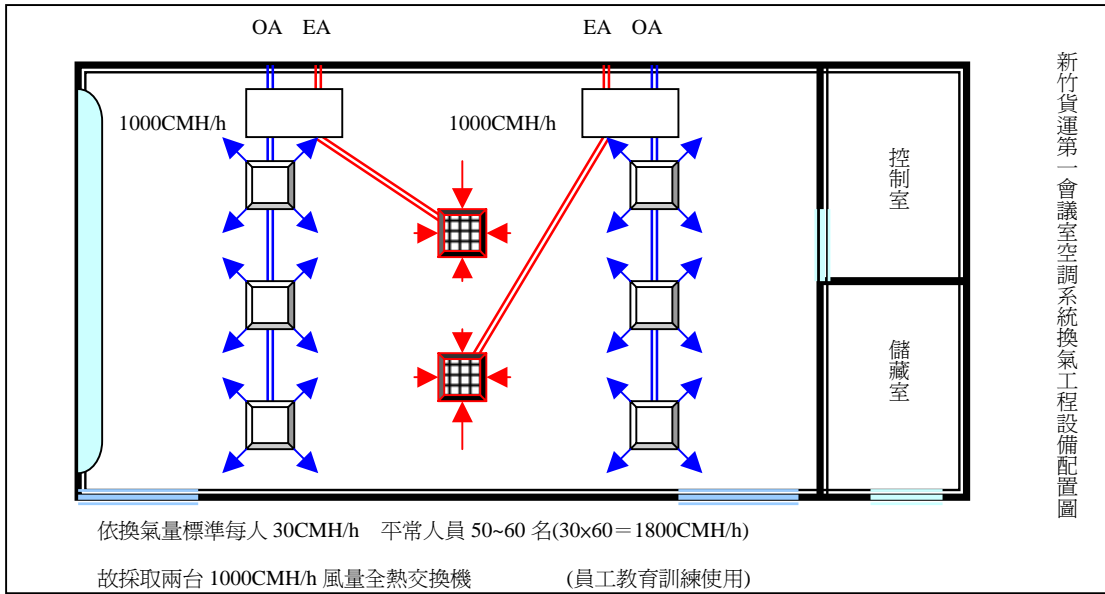 OA EA
EA OA
1000CMH/h
1000CMH/h
控制室
儲藏室
新竹貨運第一會議室空調系統換氣工程設備配置圖
依換氣量標準每人 30CMH/h 平常人員 50~60 名(30x60＝1800CMH/h)
故採取兩台 1000CMH/h 風量全熱交換機 (員工教育訓練使用)